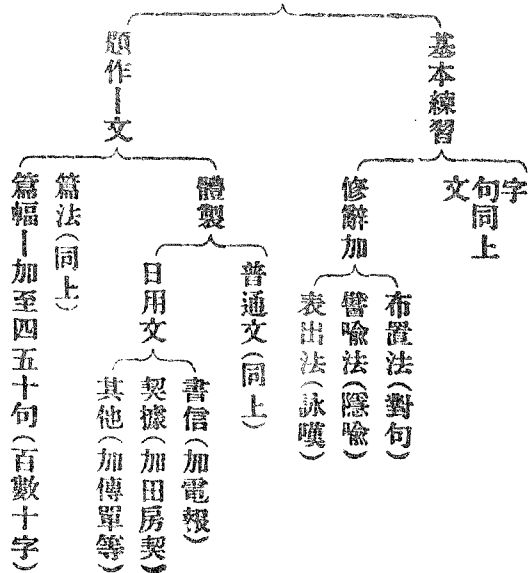 基本練習
字
句同上
文
修辭加
布置法(對句)
譬喻法(隱喻)
表出法(詠嘆)
題作ー文
體製
普通文(同上)
日用文
書信(加電報)
契據(加田房契)
其他(加傳單等)
篇法(同上)
篇幅ー加至四五十句(百數十字)